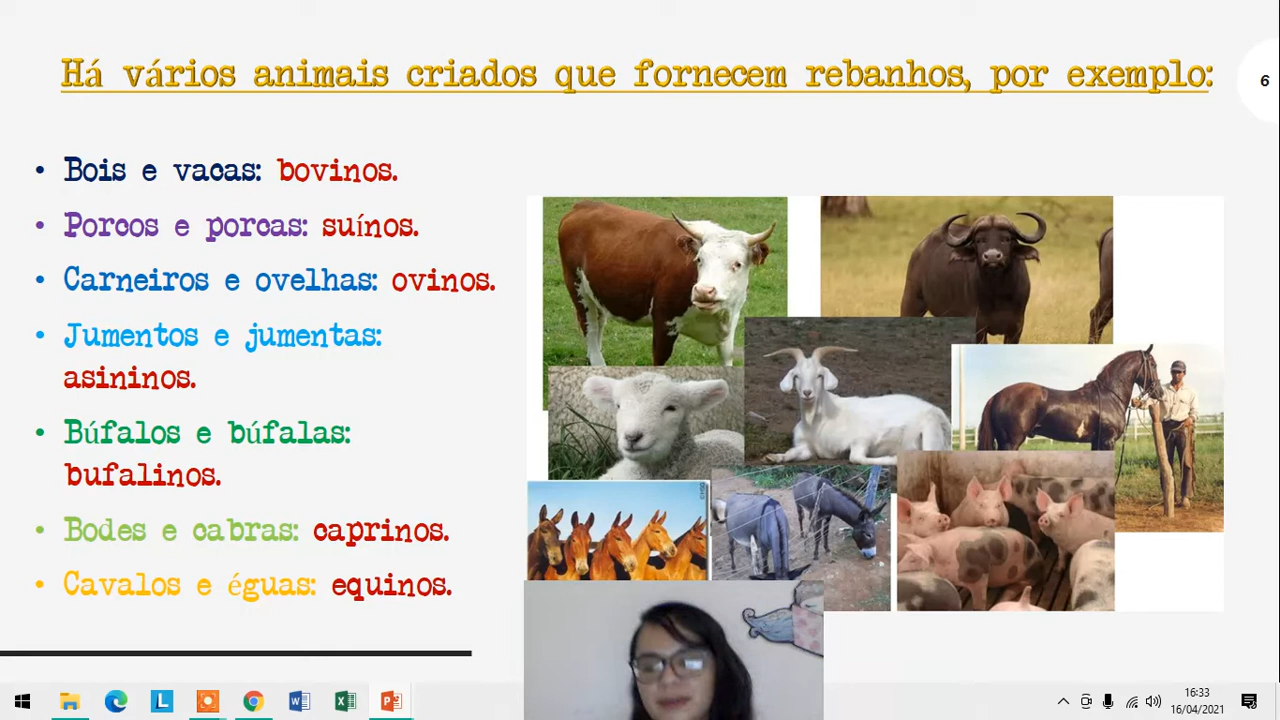 Há vários animais criados que fornecem rebanhos, por exemplo:
6
• Bois e vacas: bovinos.
• Porcos e porcas: suínos.
• Carneiros e ovelhas: ovinos.
• Jumentos e jumentas:
asininos.
• Búfalos e búfalas:
bufalinos.
• Bodes e cabras: caprinos.
• Cavalos e éguas: equinos.
16:33
16/04/2021